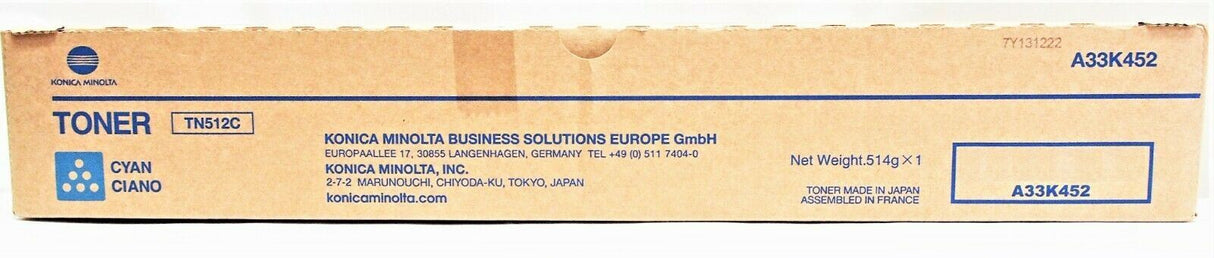 KONICA MINOLTA
7Y131222
A33K452
TONER TN512C
CYAN
CIANO
KONICA MINOLTA BUSINESS SOLUTIONS EUROPE GmbH
EUROPAALLEE 17, 30855 LANGENHAGEN, GERMANY TEL +49 (0) 511 7404-0
KONICA MINOLTA, INC.
2-7-2 MARUNOUCHI, CHIYODA-KU, TOKYO, JAPAN
konicaminolta.com
Net Weight.514g×1
TONER MADE IN JAPAN
ASSEMBLED IN FRANCE
A33K452